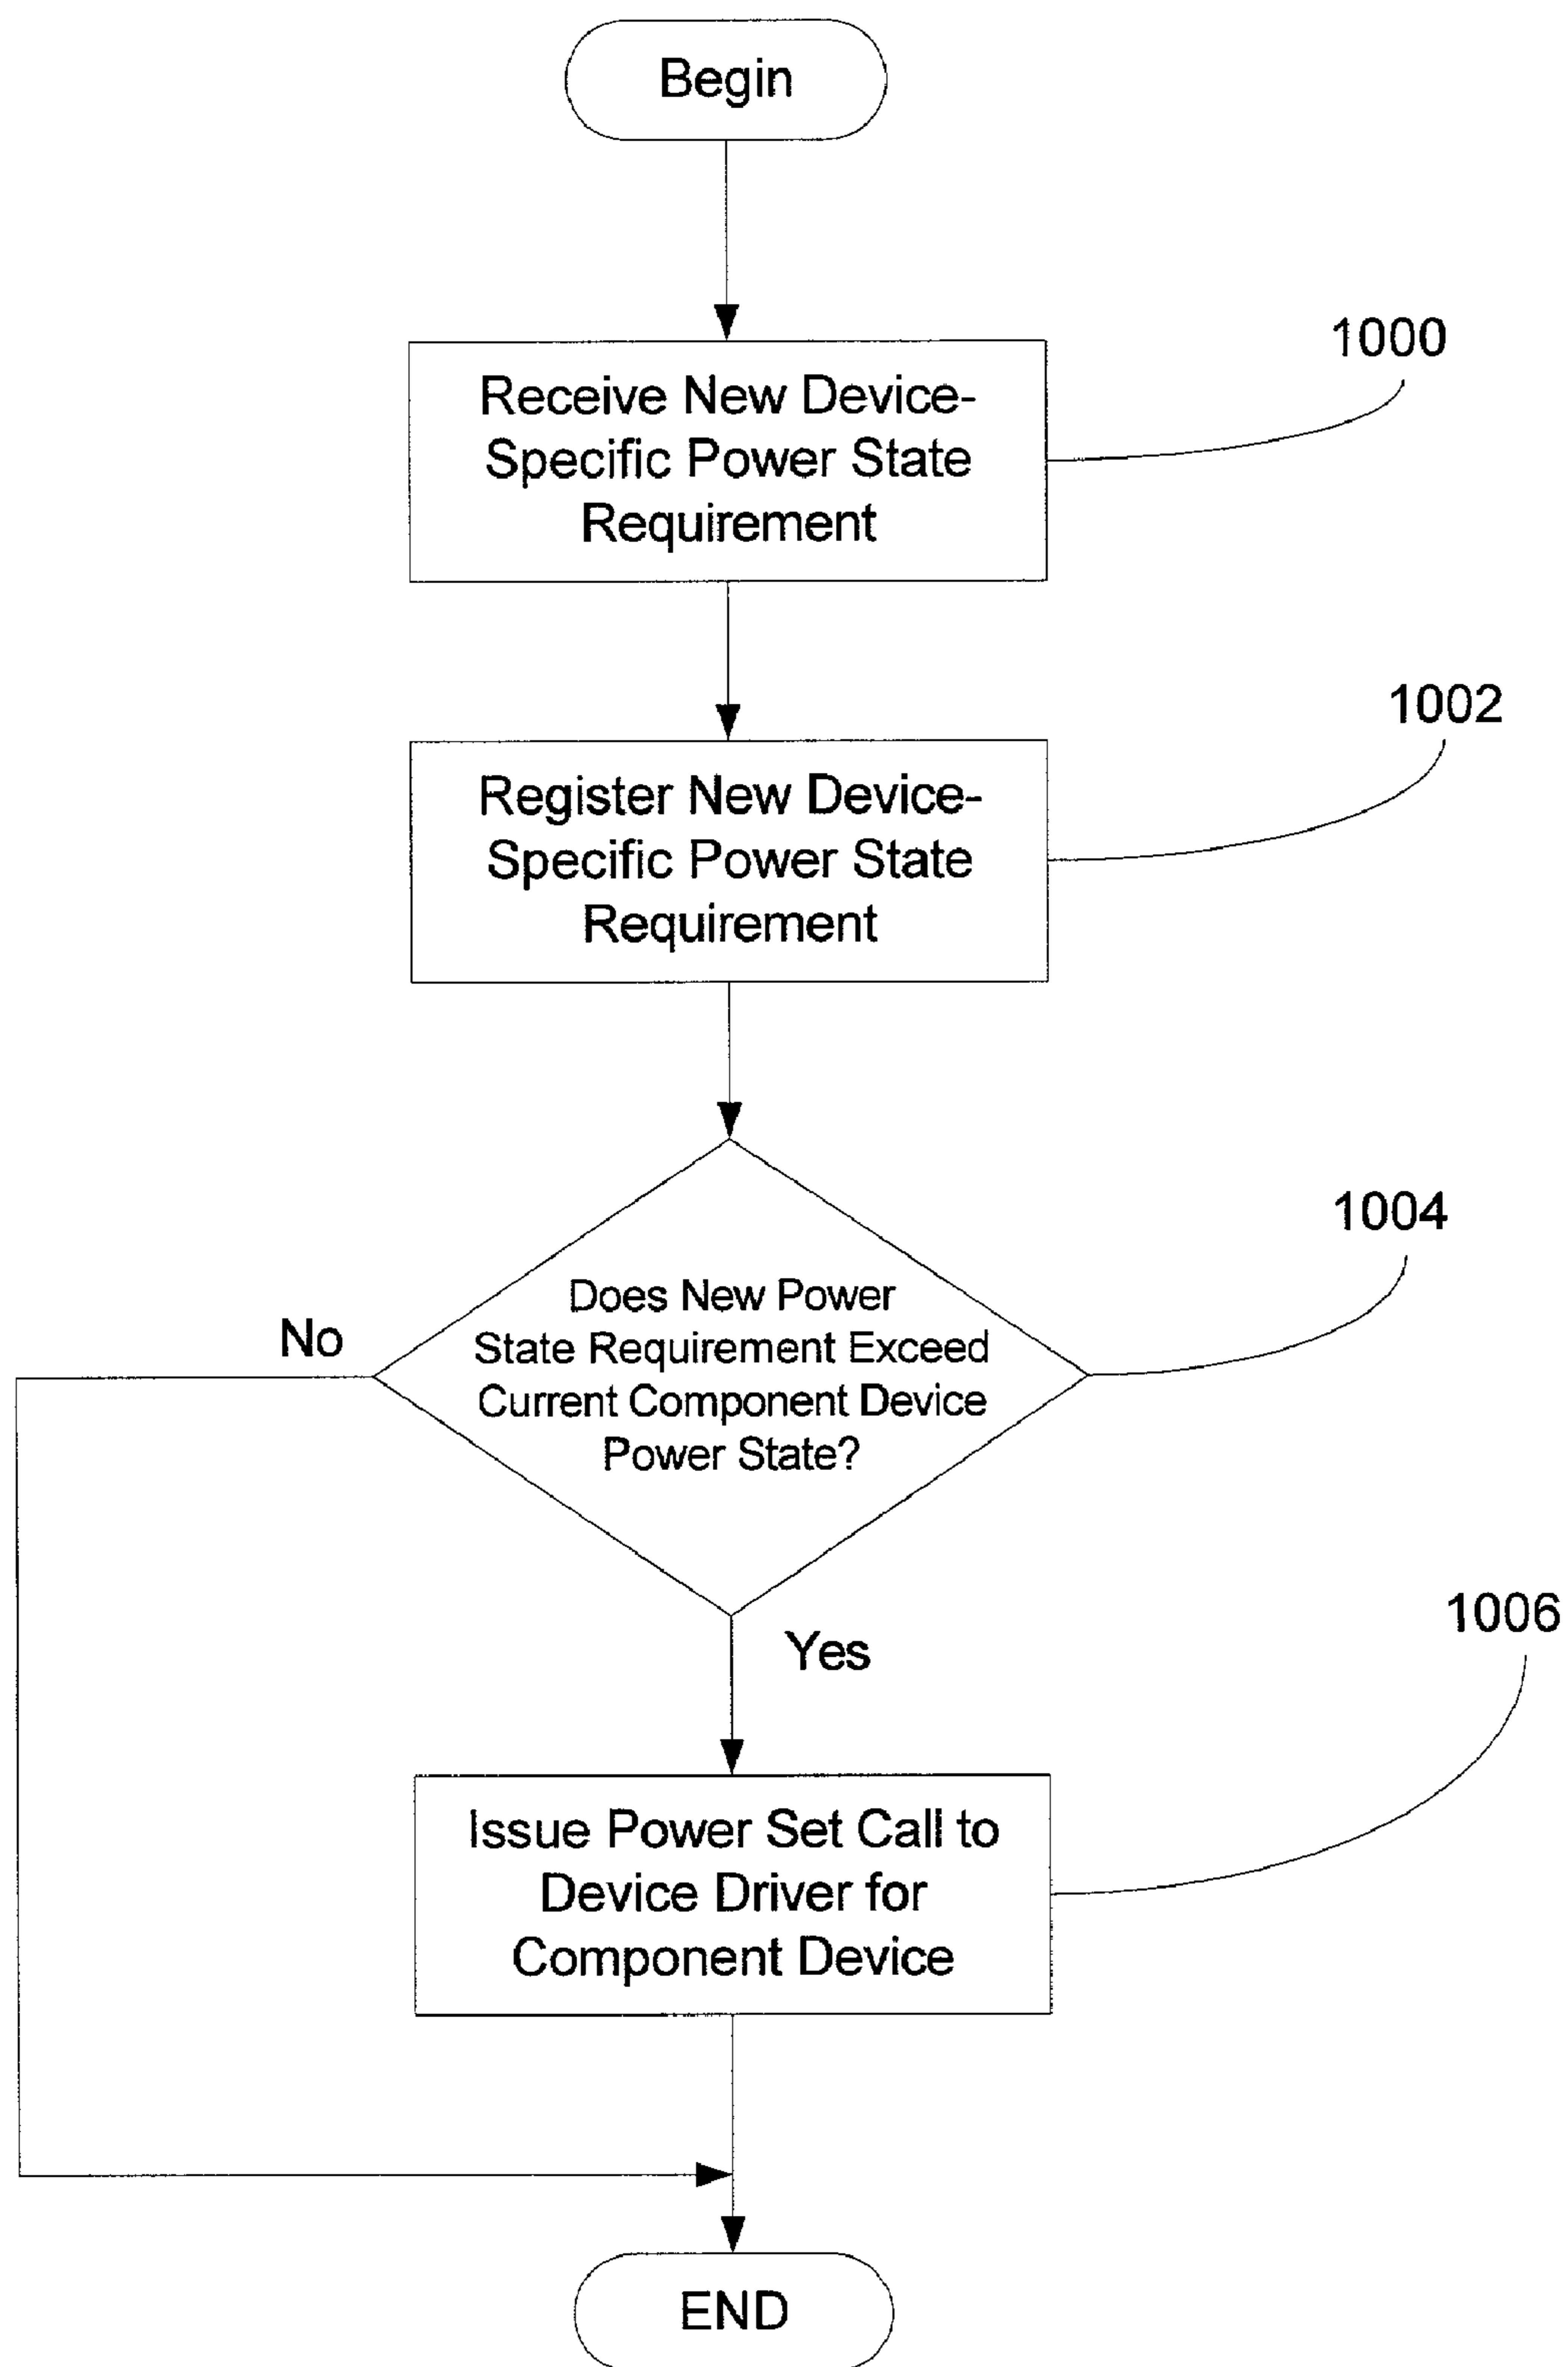 Begin
Receive New Device-
Specific Power State
Requirement
1000
Register New Device-
Specific Power State
Requirement
1002
Does New Power
State Requirement Exceed
Current Component Device
Power State?
1004
No
Yes
Issue Power Set Call to
Device Driver for
Component Device
1006
END